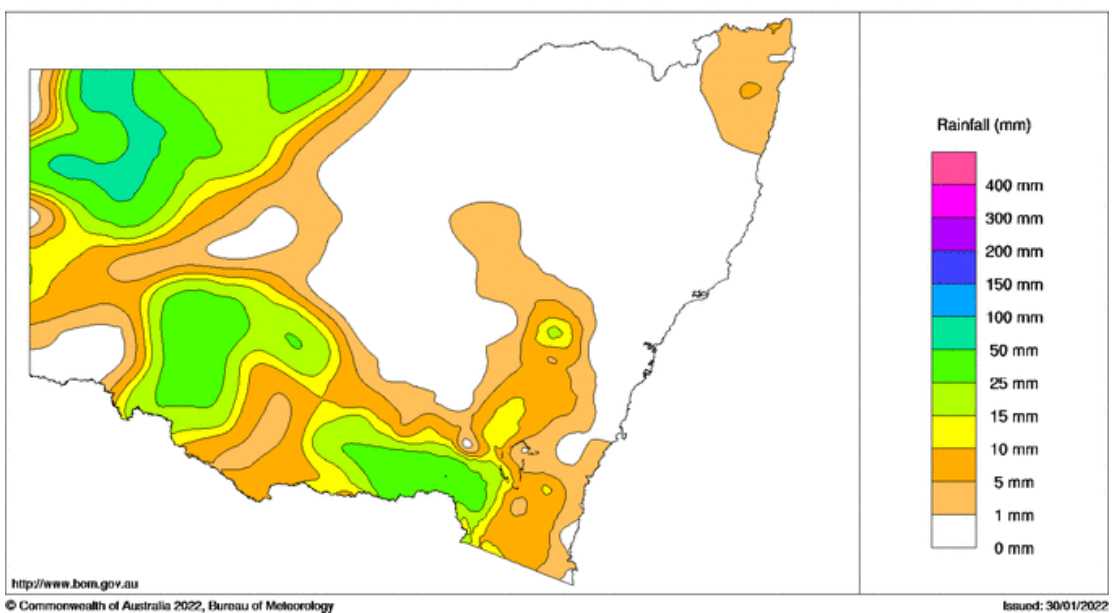 Rainfall (mm)
400 mm
300 mm
200 mm
150 mm
100 mm
50 mm
25 mm
15 mm
10 mm
5 mm
1 mm
0 mm
http://www.bom.gov.au
© Commonwealth of Australia 2022, Bureau of Meteorology
Issued: 30/01/2022